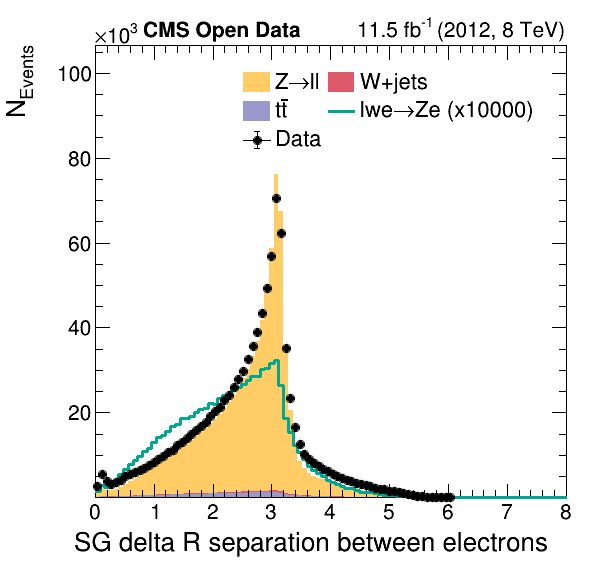 ×10³ CMS Open Data 11.5 fb⁻¹ (2012, 8 TeV)
N_Events
100
80
60
40
20
Z→ll W+jets
tt̄ lwe→Ze (x10000)
Data
0 1 2 3 4 5 6 7 8
SG delta R separation between electrons